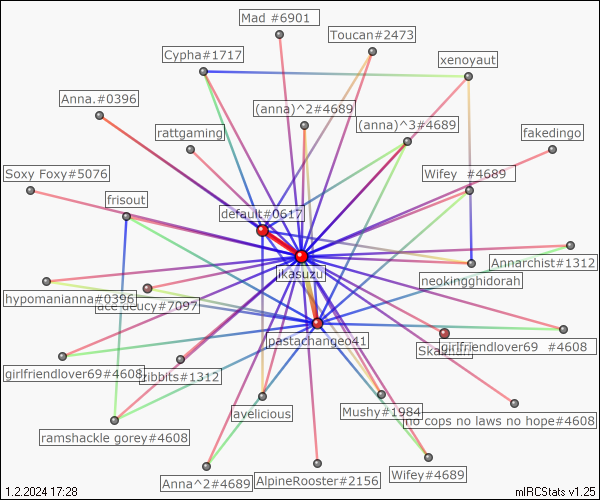 Mad #6901
Toucan#2473
Cypha#1717
xenoyaut
Anna.#0396
(anna)^2#4689
(anna)^3#4689
rattgaming
fakedingo
Soxy Foxy#5076
Wifey #4689
frisout
default#0617
ikasuzu
Annarchist#1312
neokingghidorah
hypomanianna#0396
ace deucy#7097
pastachangeo41
girlfriendlover69 #4608
girlfriendlover69#4608
zibbits#1312
avelicious
Mushy#1984
no cops no laws no hope#4608
ramshackle gorey#4608
Anna^2#4689
AlpineRooster#2156
Wifey#4689
1.2.2024 17:28
mIRCStats v1.25